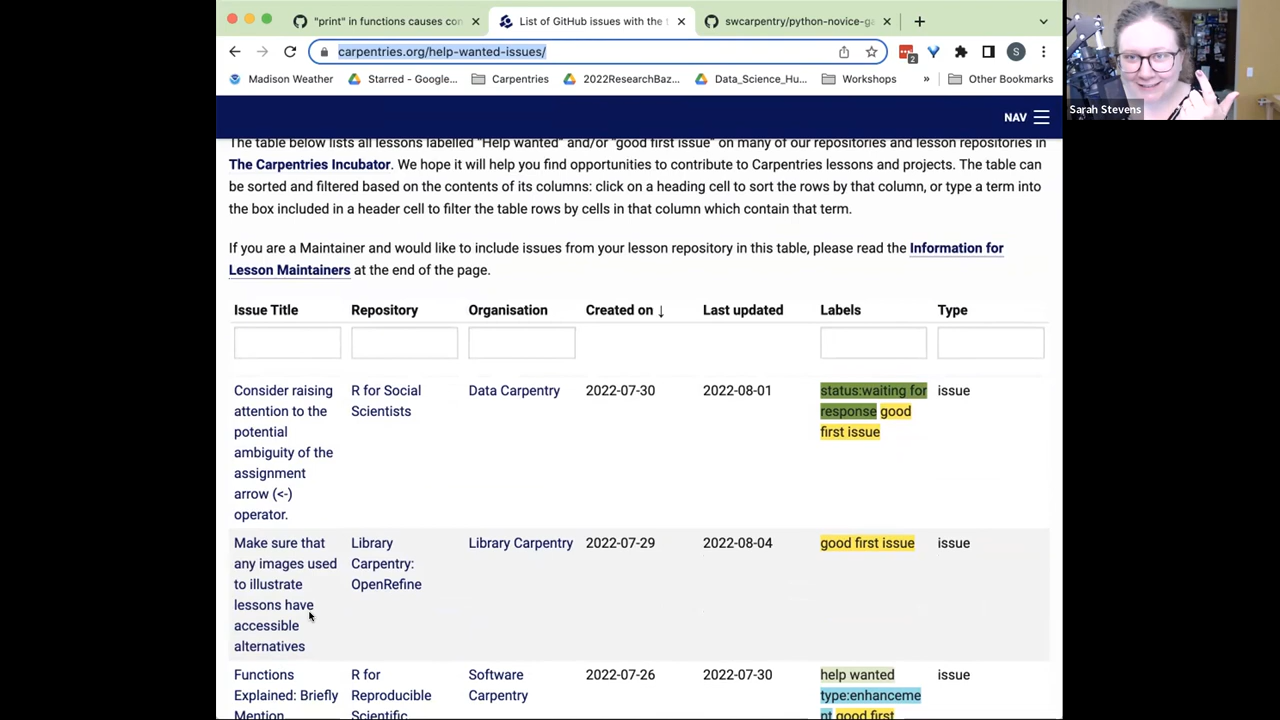 "print" in functions causes con
List of GitHub issues with the
swcarpentry/python-novice-ga
carpentries.org/help-wanted-issues/
S
2
Madison Weather
Starred - Google...
Carpentries
2022ResearchBaz...
Data_Science_Hu...
Workshops
»
Other Bookmarks
Sarah Stevens
NAV
The table below lists all lessons labelled "Help wanted" and/or "good first issue" on many of our repositories and lesson repositories in
The Carpentries Incubator. We hope it will help you find opportunities to contribute to Carpentries lessons and projects. The table can
be sorted and filtered based on the contents of its columns: click on a heading cell to sort the rows by that column, or type a term into
the box included in a header cell to filter the table rows by cells in that column which contain that term.
If you are a Maintainer and would like to include issues from your lesson repository in this table, please read the Information for
Lesson Maintainers at the end of the page.
Issue Title Repository Organisation Created on ↓ Last updated Labels Type
Consider raising R for Social Data Carpentry 2022-07-30 2022-08-01 status:waiting for issue
attention to the Scientists response good
potential first issue
ambiguity of the
assignment
arrow (<-)
operator.
Make sure that Library Library Carpentry 2022-07-29 2022-08-04 good first issue issue
any images used Carpentry:
to illustrate OpenRefine
lessons have
accessible
alternatives
Functions R for Software 2022-07-26 2022-07-30 help wanted issue
Explained: Briefly Reproducible Carpentry type:enhanceme
Mention Scientific nt good first